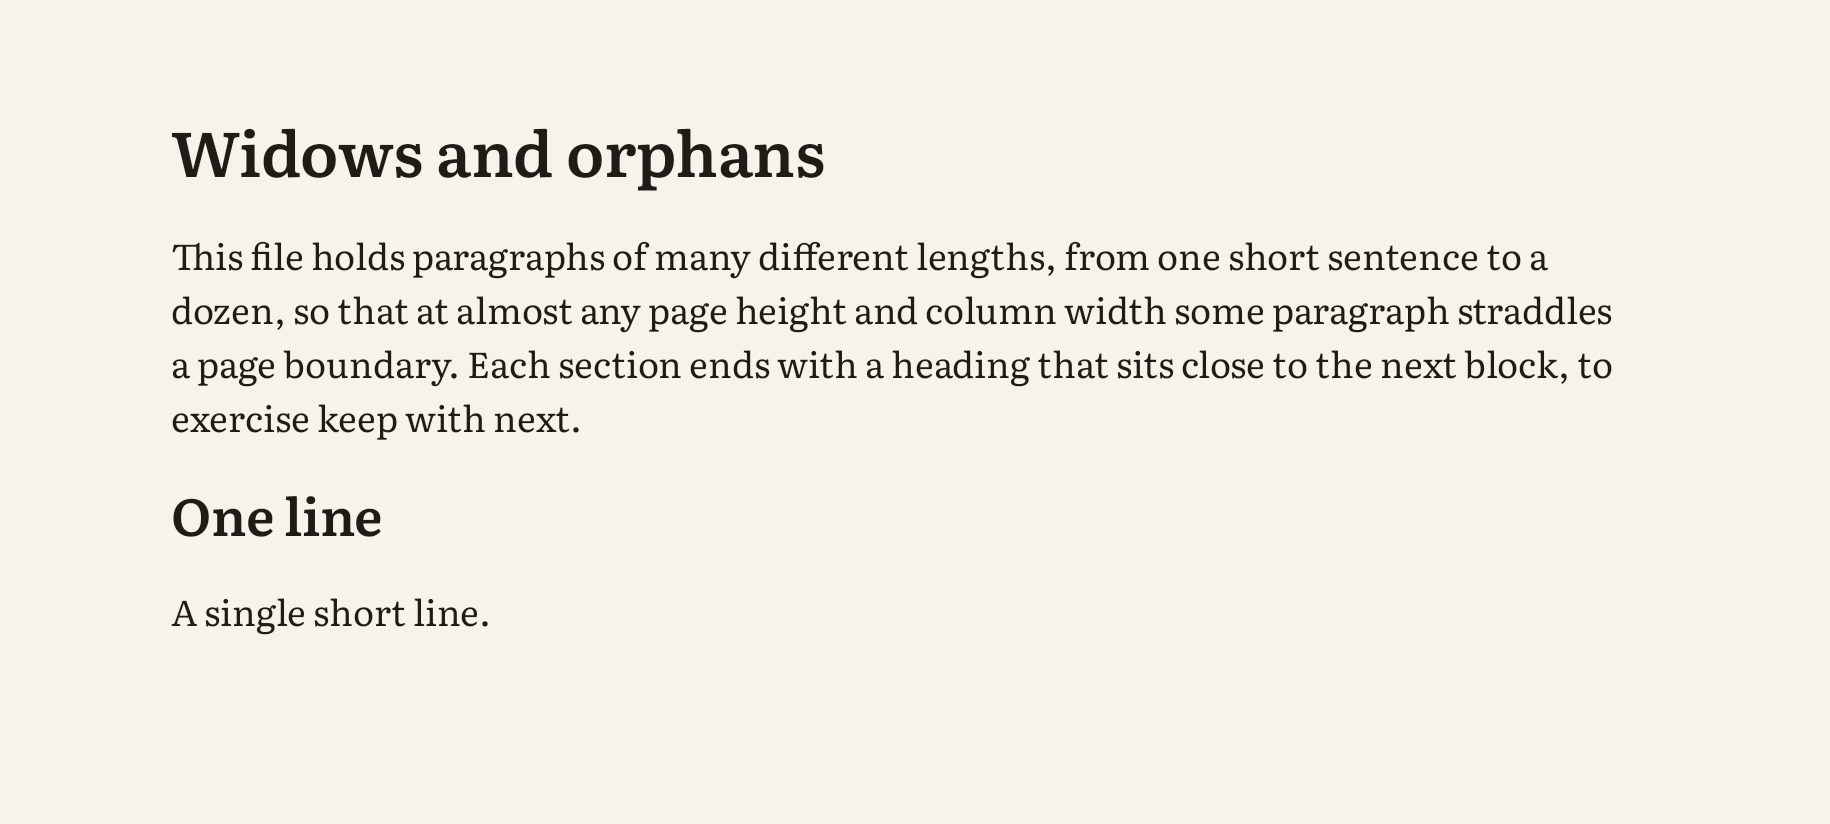 Widows and orphans
This file holds paragraphs of many different lengths, from one short sentence to a
dozen, so that at almost any page height and column width some paragraph straddles
a page boundary. Each section ends with a heading that sits close to the next block, to
exercise keep with next.
One line
A single short line.